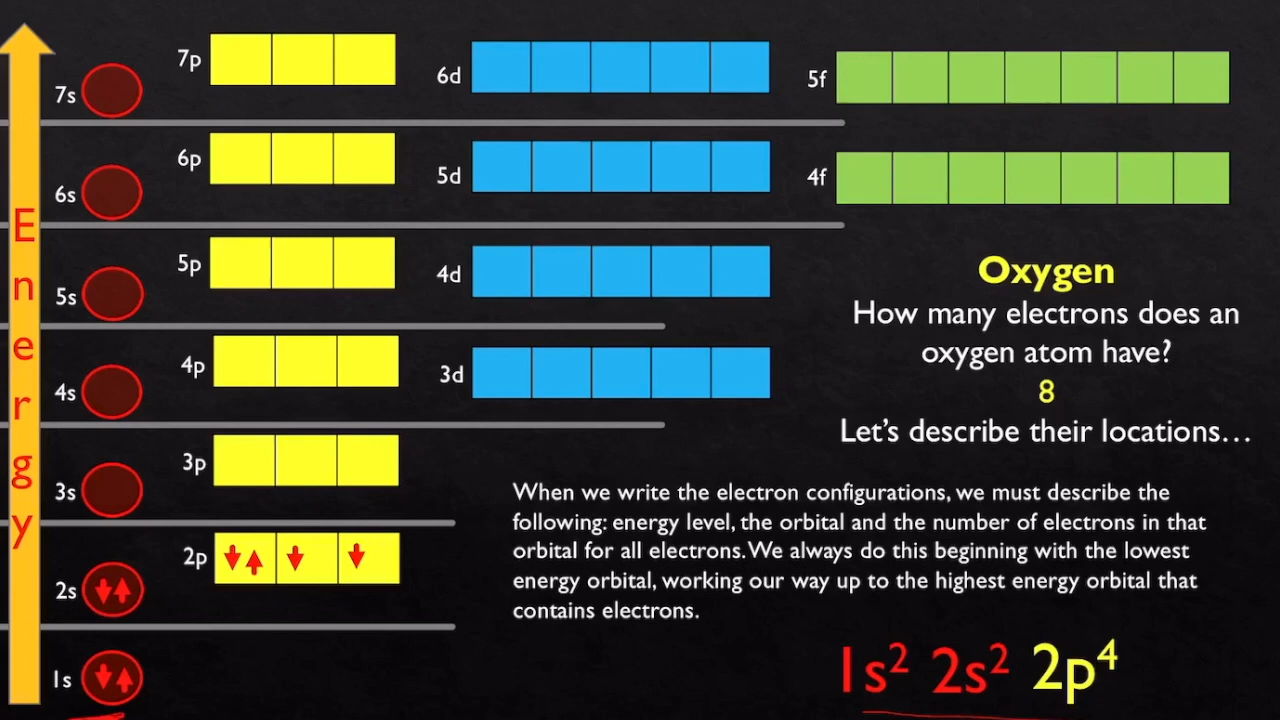 7p
6d
5f
7s
6p
5d
4f
6s
Energy
5p
4d
5s
4p
3d
4s
3p
3s
2p
2s
1s
Oxygen
How many electrons does an
oxygen atom have?
8
Let's describe their locations…
When we write the electron configurations, we must describe the
following: energy level, the orbital and the number of electrons in that
orbital for all electrons. We always do this beginning with the lowest
energy orbital, working our way up to the highest energy orbital that
contains electrons.
1s² 2s² 2p⁴